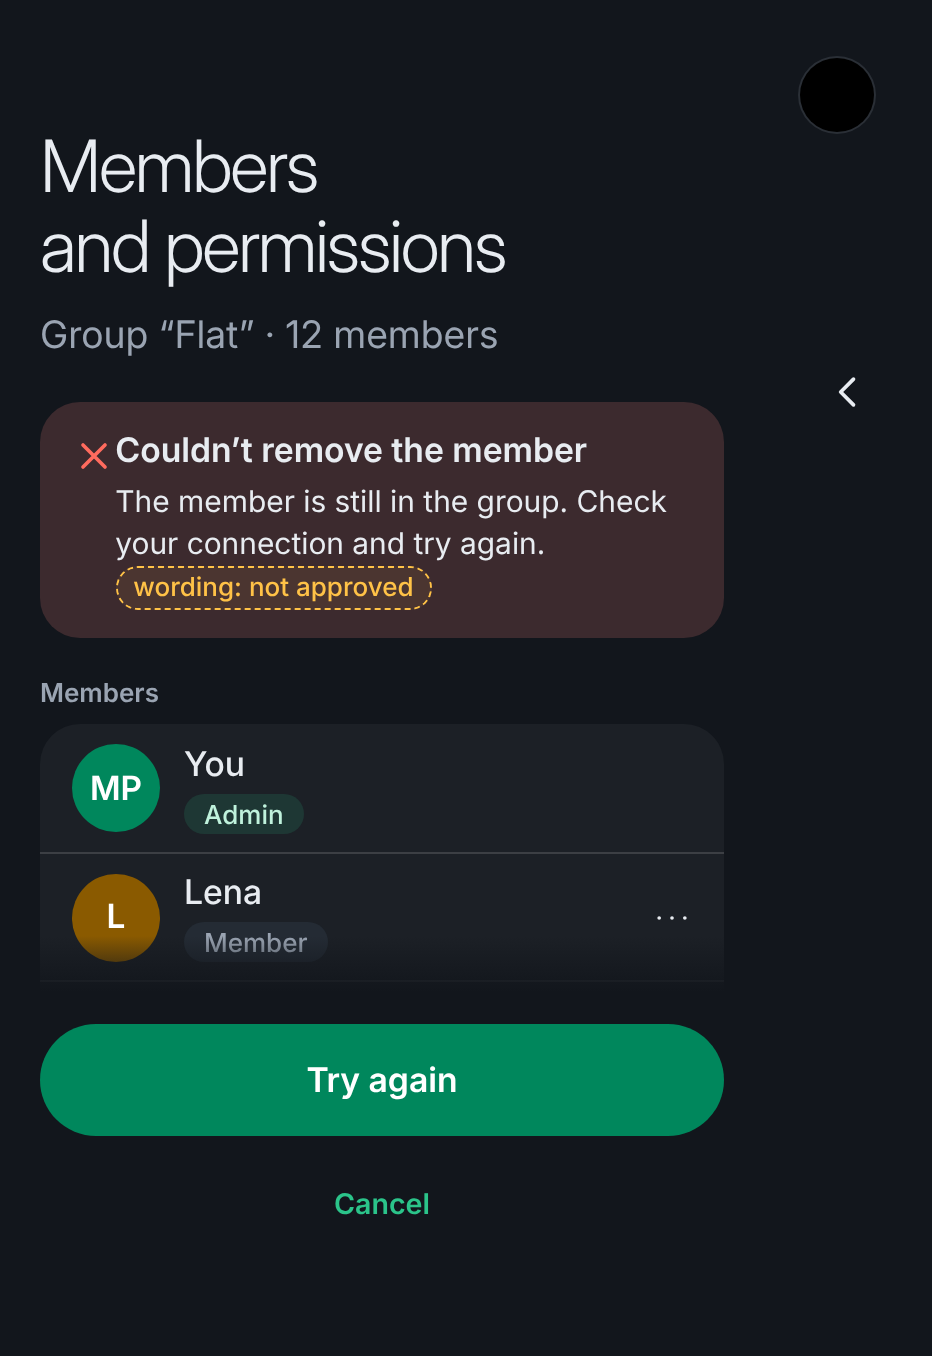 Members
and permissions
Group “Flat” · 12 members
Couldn’t remove the member
The member is still in the group. Check
your connection and try again.
wording: not approved
Members
MP
You
Admin
L
Lena
Member
Try again
Cancel